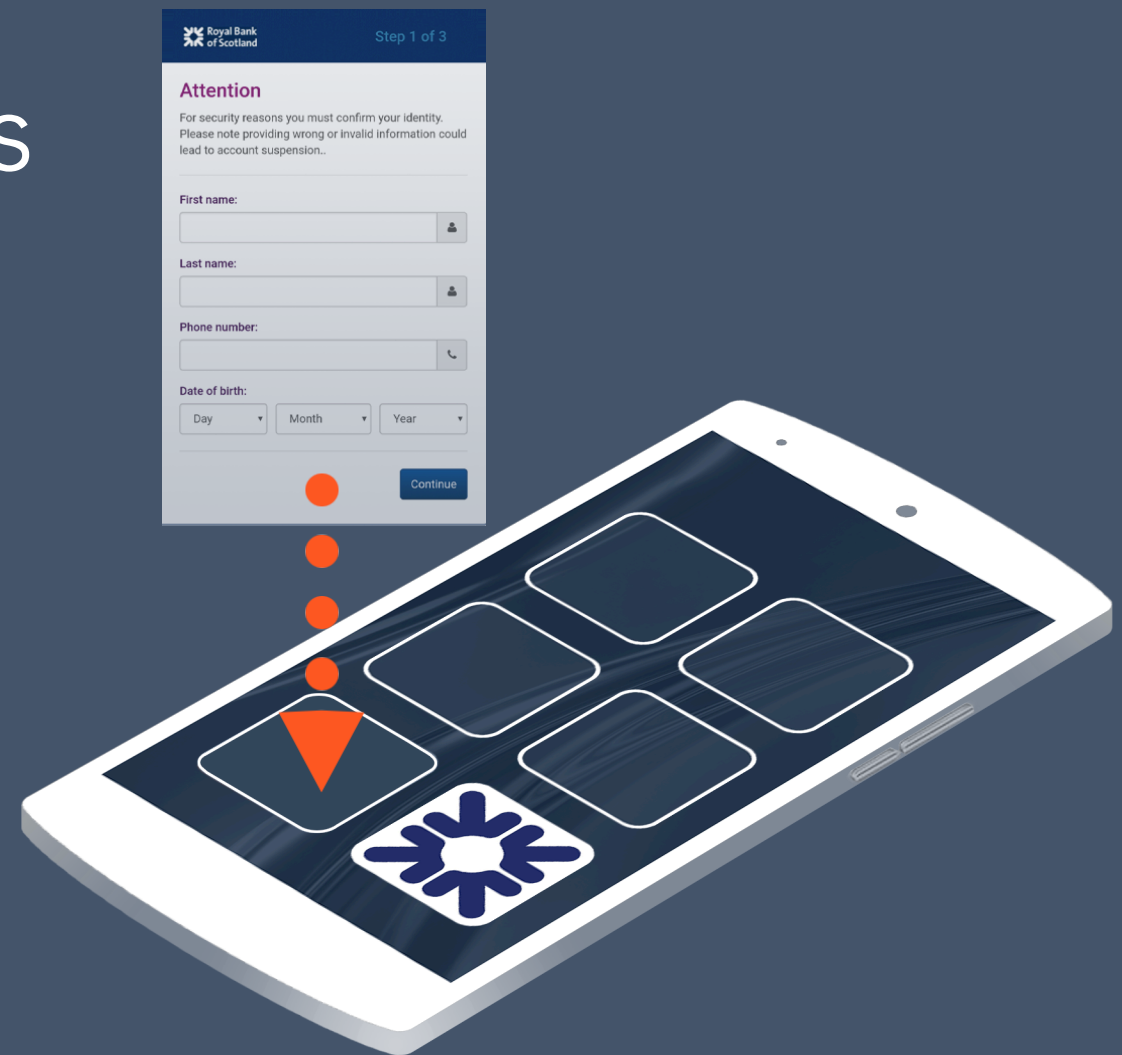 s
Royal Bank
of Scotland
Step 1 of 3
Attention
For security reasons you must confirm your identity.
Please note providing wrong or invalid information could
lead to account suspension..
First name:
Last name:
Phone number:
Date of birth:
Day Month Year
Continue